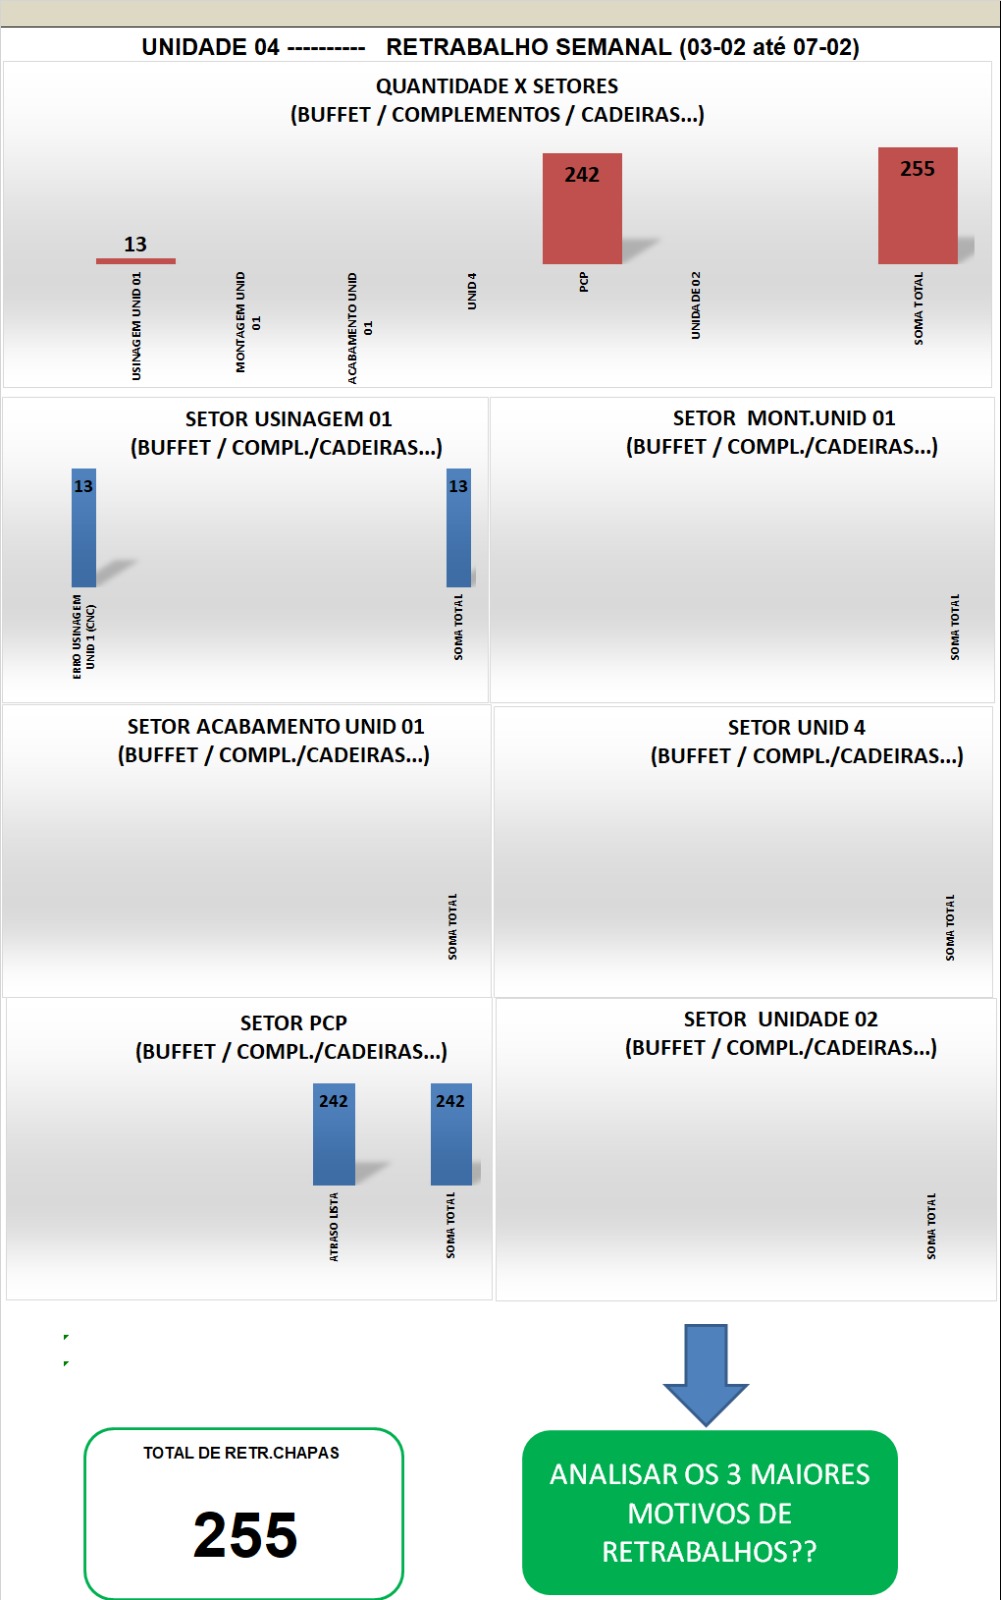 UNIDADE 04 ---------- RETRABALHO SEMANAL (03-02 até 07-02)
QUANTIDADE X SETORES
(BUFFET / COMPLEMENTOS / CADEIRAS...)
13
242
255
USINAGEM UNID 01
MONTAGEM UNID
01
ACABAMENTO UNID
01
UNID 4
PCP
UNIDADE 02
SOMA TOTAL
SETOR USINAGEM 01
(BUFFET / COMPL./CADEIRAS...)
13
13
ERRO USINAGEM
UNID 1 (CNC)
SOMA TOTAL
SETOR MONT.UNID 01
(BUFFET / COMPL./CADEIRAS...)
SOMA TOTAL
SETOR ACABAMENTO UNID 01
(BUFFET / COMPL./CADEIRAS...)
SOMA TOTAL
SETOR UNID 4
(BUFFET / COMPL./CADEIRAS...)
SOMA TOTAL
SETOR PCP
(BUFFET / COMPL./CADEIRAS...)
242
242
ATRASO LISTA
SOMA TOTAL
SETOR UNIDADE 02
(BUFFET / COMPL./CADEIRAS...)
SOMA TOTAL
TOTAL DE RETR.CHAPAS
255
ANALISAR OS 3 MAIORES
MOTIVOS DE
RETRABALHOS??